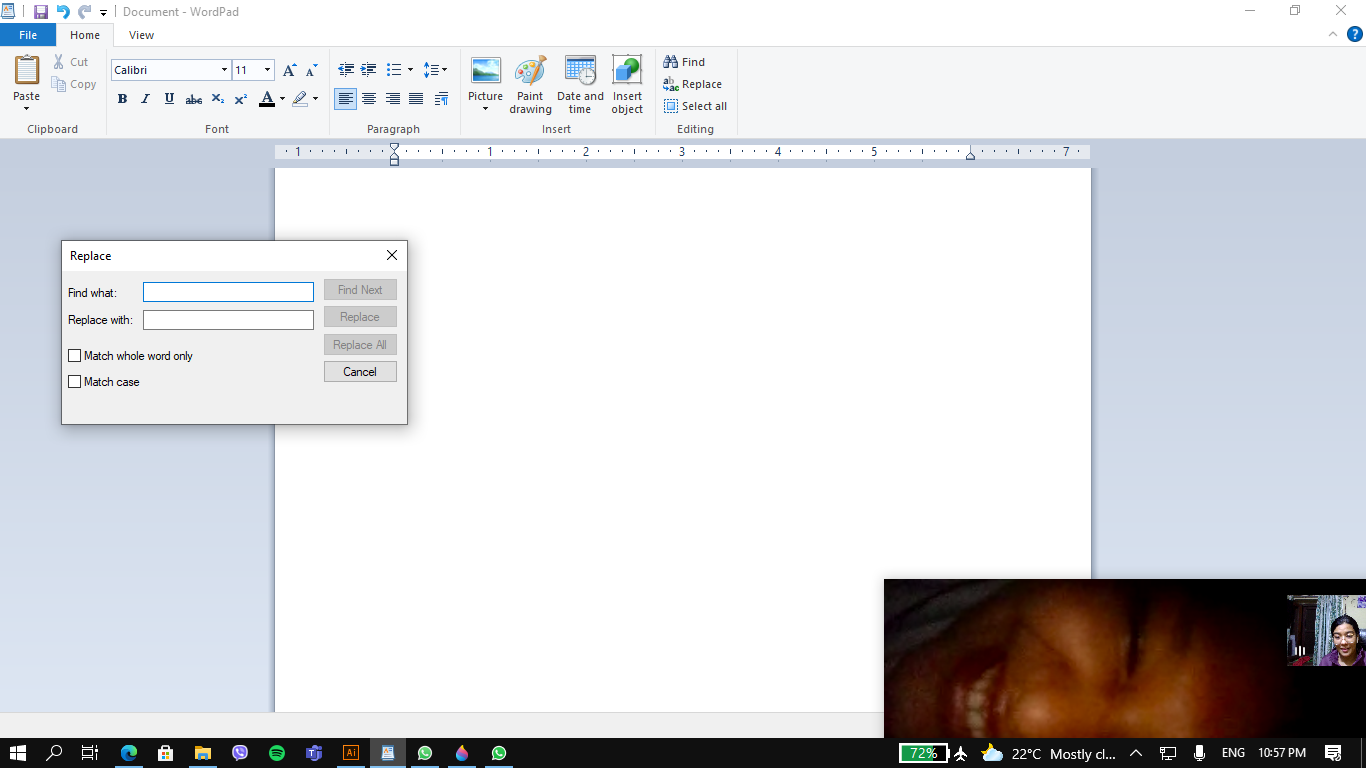 Document - WordPad
File Home View
Paste
Cut
Copy
Clipboard
Calibri 11
B I U abc X₂ X²
A
Font
Paragraph
Picture
Paint drawing
Date and time
Insert object
Insert
Find
Replace
Select all
Editing
1 1 2 3 4 5 7
Replace
Find what:
Find Next
Replace with:
Replace
Replace All
Match whole word only
Cancel
Match case
72% 22°C Mostly cl... ENG 10:57 PM